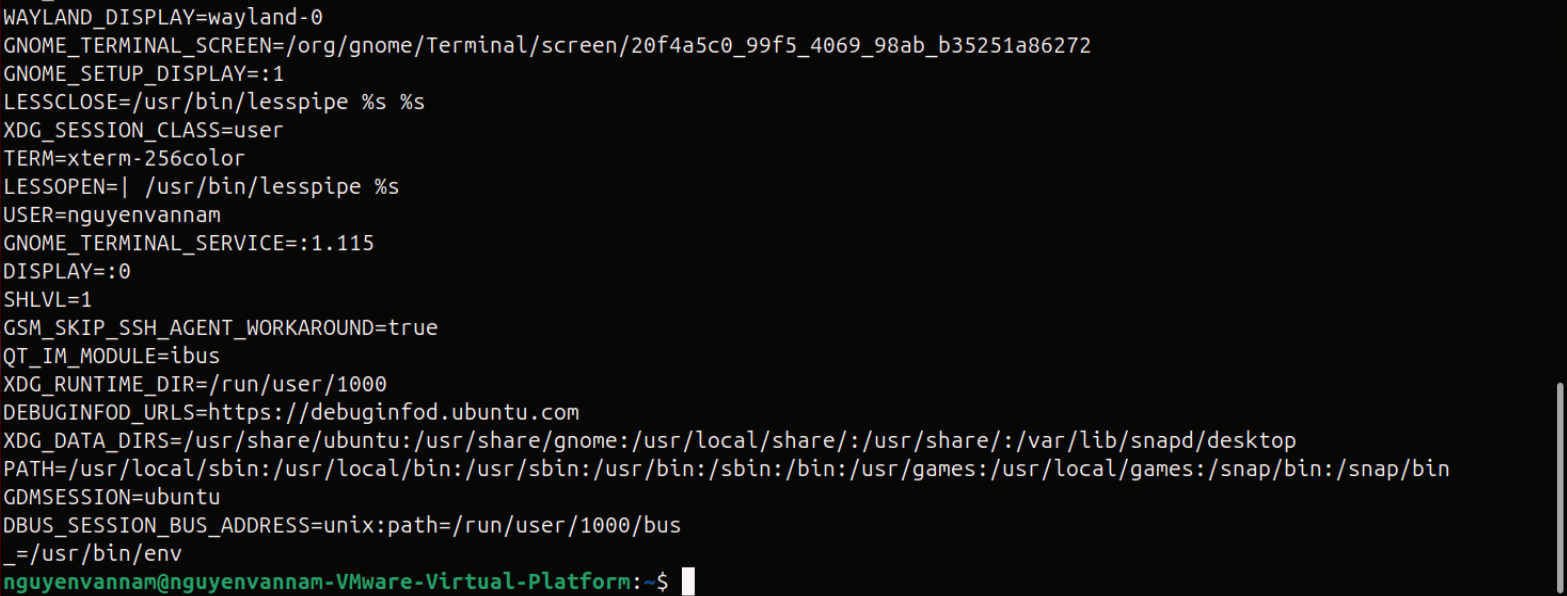 WAYLAND_DISPLAY=wayland-0
GNOME_TERMINAL_SCREEN=/org/gnome/Terminal/screen/20f4a5c0_99f5_4069_98ab_b35251a86272
GNOME_SETUP_DISPLAY=:1
LESSCLOSE=/usr/bin/lesspipe %s %s
XDG_SESSION_CLASS=user
TERM=xterm-256color
LESSOPEN=| /usr/bin/lesspipe %s
USER=nguyenvannam
GNOME_TERMINAL_SERVICE=:1.115
DISPLAY=:0
SHLVL=1
GSM_SKIP_SSH_AGENT_WORKAROUND=true
QT_IM_MODULE=ibus
XDG_RUNTIME_DIR=/run/user/1000
DEBUGINFOD_URLS=https://debuginfod.ubuntu.com
XDG_DATA_DIRS=/usr/share/ubuntu:/usr/share/gnome:/usr/local/share/:/usr/share/:/var/lib/snapd/desktop
PATH=/usr/local/sbin:/usr/local/bin:/usr/sbin:/usr/bin:/sbin:/bin:/usr/games:/usr/local/games:/snap/bin:/snap/bin
GDMSESSION=ubuntu
DBUS_SESSION_BUS_ADDRESS=unix:path=/run/user/1000/bus
_=/usr/bin/env
nguyenvannam@nguyenvannam-VMware-Virtual-Platform:~$